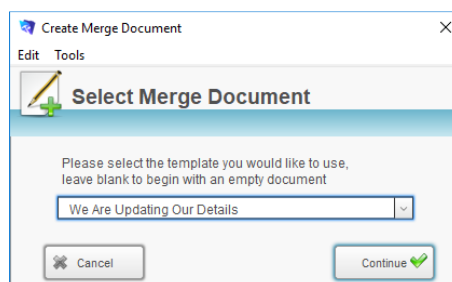 Create Merge Document
Edit Tools
Select Merge Document
Please select the template you would like to use,
leave blank to begin with an empty document
We Are Updating Our Details
Cancel
Continue